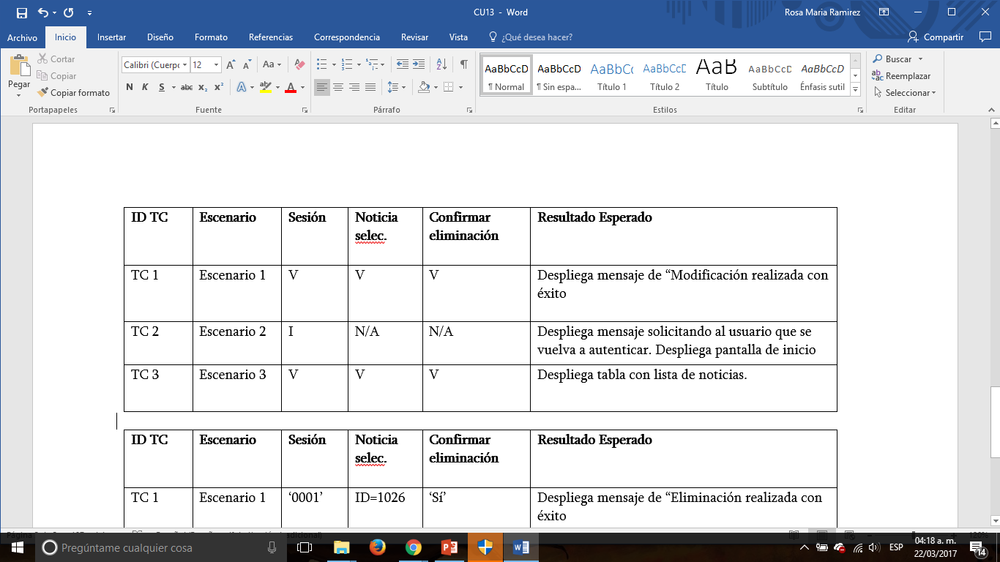 CU13 - Word
Rosa Maria Ramirez
Archivo Inicio Insertar Diseño Formato Referencias Correspondencia Revisar Vista ¿Qué desea hacer? Compartir
Pegar
Cortar
Copiar
Copiar formato
Portapapeles
Calibri (Cuerpo 12
N K S abc x₂ x²
Fuente
Párrafo
AaBbCcD AaBbCcD AaBbCc AaBbCcD AaB AaBbCcD AaBbCcD
¶ Normal ¶ Sin espa... Título 1 Título 2 Título Subtítulo Énfasis sutil
Estilos
Buscar
Reemplazar
Seleccionar
Editar
ID TC Escenario Sesión Noticia selec. Confirmar eliminación Resultado Esperado
TC 1 Escenario 1 V V V Despliega mensaje de “Modificación realizada con
éxito
TC 2 Escenario 2 I N/A N/A Despliega mensaje solicitando al usuario que se
vuelva a autenticar. Despliega pantalla de inicio
TC 3 Escenario 3 V V V Despliega tabla con lista de noticias.
ID TC Escenario Sesión Noticia selec. Confirmar eliminación Resultado Esperado
TC 1 Escenario 1 ‘0001’ ID=1026 ‘Sí’ Despliega mensaje de “Eliminación realizada con
éxito
120%
Pregúntame cualquier cosa
ESP
04:18 a. m.
22/03/2017
14